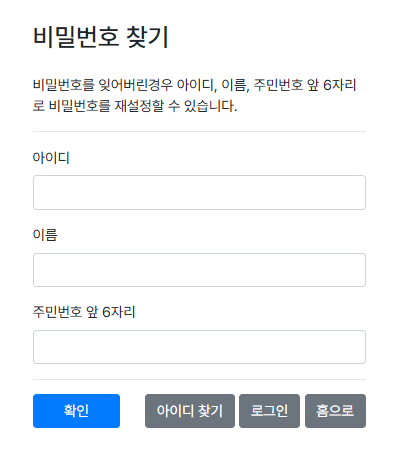 비밀번호 찾기
비밀번호를 잊어버린경우 아이디, 이름, 주민번호 앞 6자리
로 비밀번호를 재설정할 수 있습니다.
아이디
이름
주민번호 앞 6자리
확인 아이디 찾기 로그인 홈으로